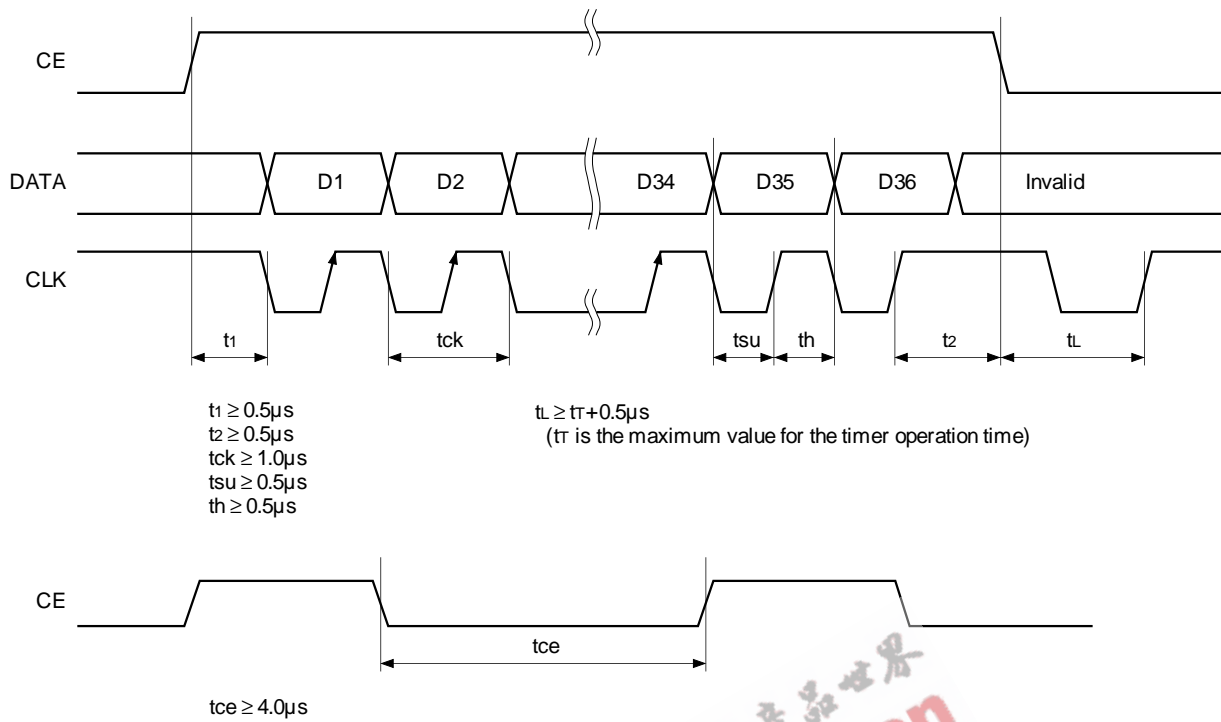 CE
DATA D1 D2 D34 D35 D36 Invalid
CLK
t1 tck tsu th t2 tL
t1 ≥ 0.5µs
t2 ≥ 0.5µs
tck ≥ 1.0µs
tsu ≥ 0.5µs
th ≥ 0.5µs
tL ≥ tT+0.5µs
(tT is the maximum value for the timer operation time)
CE
tce
tce ≥ 4.0µs